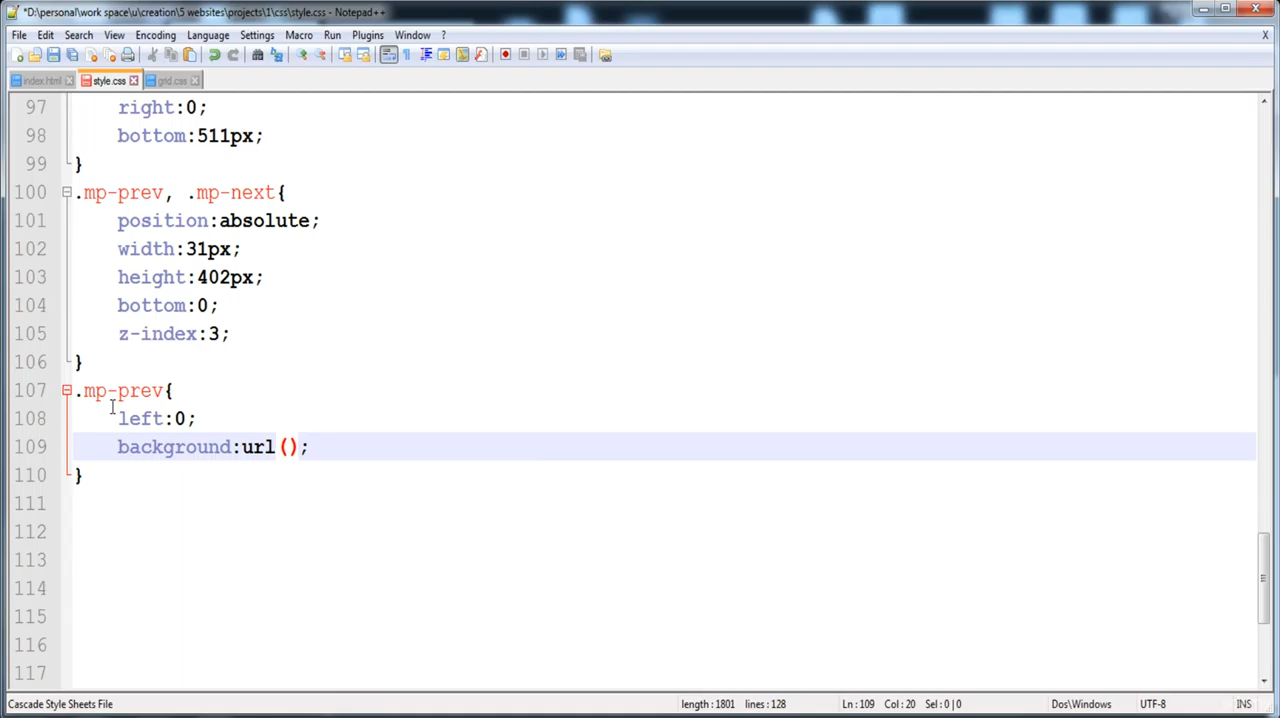 *D:\personal\work space\u\creation\5 websites\projects\1\css\style.css - Notepad++
File Edit Search View Encoding Language Settings Macro Run Plugins Window ? X
index.html style.css grid.css
97 right:0;
98 bottom:511px;
99 }
100 .mp-prev, .mp-next{
101 position:absolute;
102 width:31px;
103 height:402px;
104 bottom:0;
105 z-index:3;
106 }
107 .mp-prev{
108 left:0;
109 background:url();
110 }
111
112
113
114
115
116
117
Cascade Style Sheets File length : 1801 lines : 128 Ln : 109 Col : 20 Sel : 0 | 0 Dos\Windows UTF-8 INS